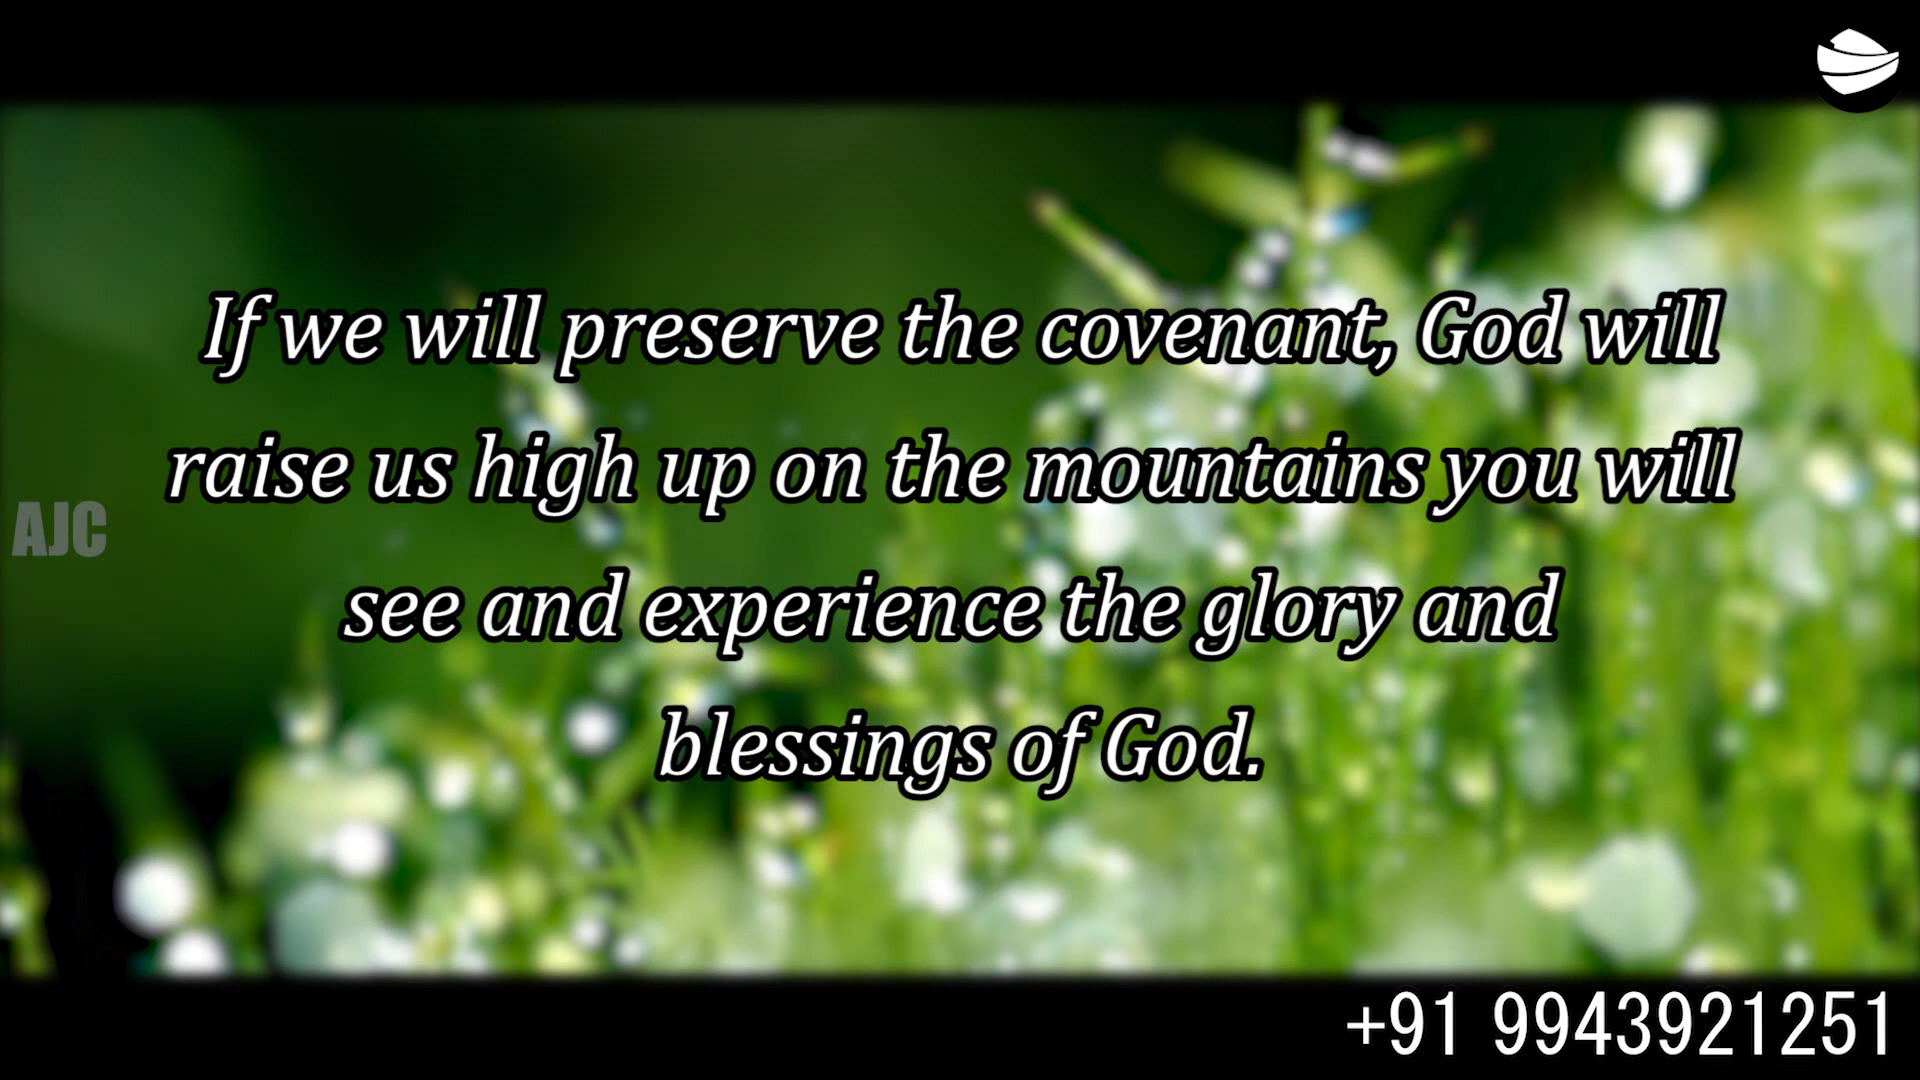 If we will preserve the covenant, God will
raise us high up on the mountains you will
see and experience the glory and
blessings of God.
AJC
+91 9943921251